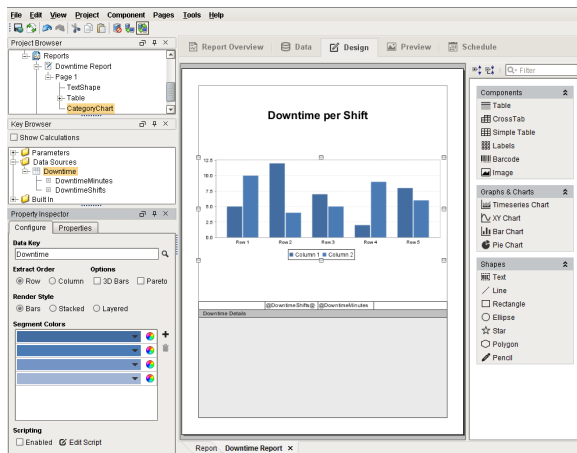 File Edit View Project Component Pages Tools Help
Project Browser
Reports
Downtime Report
Page 1
TextShape
Table
CategoryChart
Key Browser
Show Calculations
Parameters
Data Sources
Downtime
DowntimeMinutes
DowntimeShifts
Built In
Property Inspector
Configure Properties
Data Key
Downtime
Extract Order Options
Row Column 3D Bars Pareto
Render Style
Bars Stacked Layered
Segment Colors
Scripting
Enabled Edit Script
Report Overview Data Design Preview Schedule
Downtime per Shift
12.5
10.0
7.5
5.0
2.5
0.0
Row 1 Row 2 Row 3 Row 4 Row 5
Column 1 Column 2
@DowntimeShifts@ @DowntimeMinutes
Downtime Details
Repon Downtime Report ×
Filter
Components
Table
CrossTab
Simple Table
Labels
Barcode
Image
Graphs & Charts
Timeseries Chart
XY Chart
Bar Chart
Pie Chart
Shapes
Text
Line
Rectangle
Ellipse
Star
Polygon
Pencil